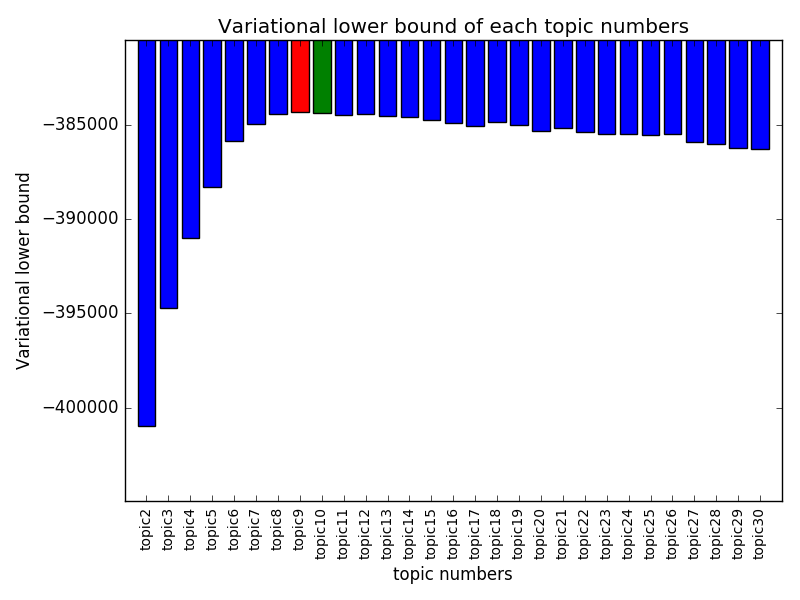 Variational lower bound of each topic numbers
Variational lower bound
−385000
−390000
−395000
−400000
topic2
topic3
topic4
topic5
topic6
topic7
topic8
topic9
topic10
topic11
topic12
topic13
topic14
topic15
topic16
topic17
topic18
topic19
topic20
topic21
topic22
topic23
topic24
topic25
topic26
topic27
topic28
topic29
topic30
topic numbers